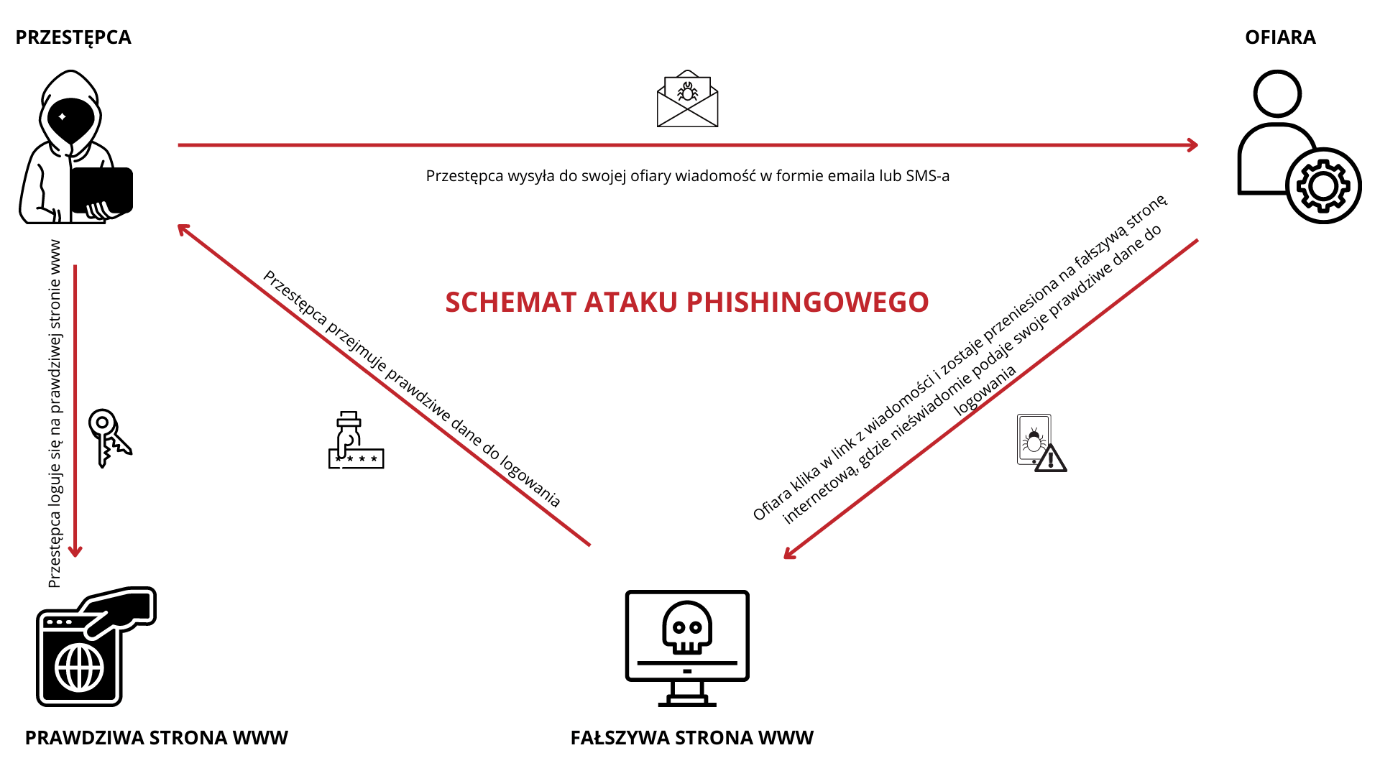 PRZESTĘPCA
OFIARA
Przestępca wysyła do swojej ofiary wiadomość w formie emaila lub SMS-a
SCHEMAT ATAKU PHISHINGOWEGO
Ofiara klika w link z wiadomości i zostaje przeniesiona na fałszywą stronę
internetową, gdzie nieświadomie podaje swoje prawdziwe dane do
logowania
Przestępca przejmuje prawdziwe dane do logowania
Przestępca loguje się na prawdziwej stronie www
PRAWDZIWA STRONA WWW
FAŁSZYWA STRONA WWW